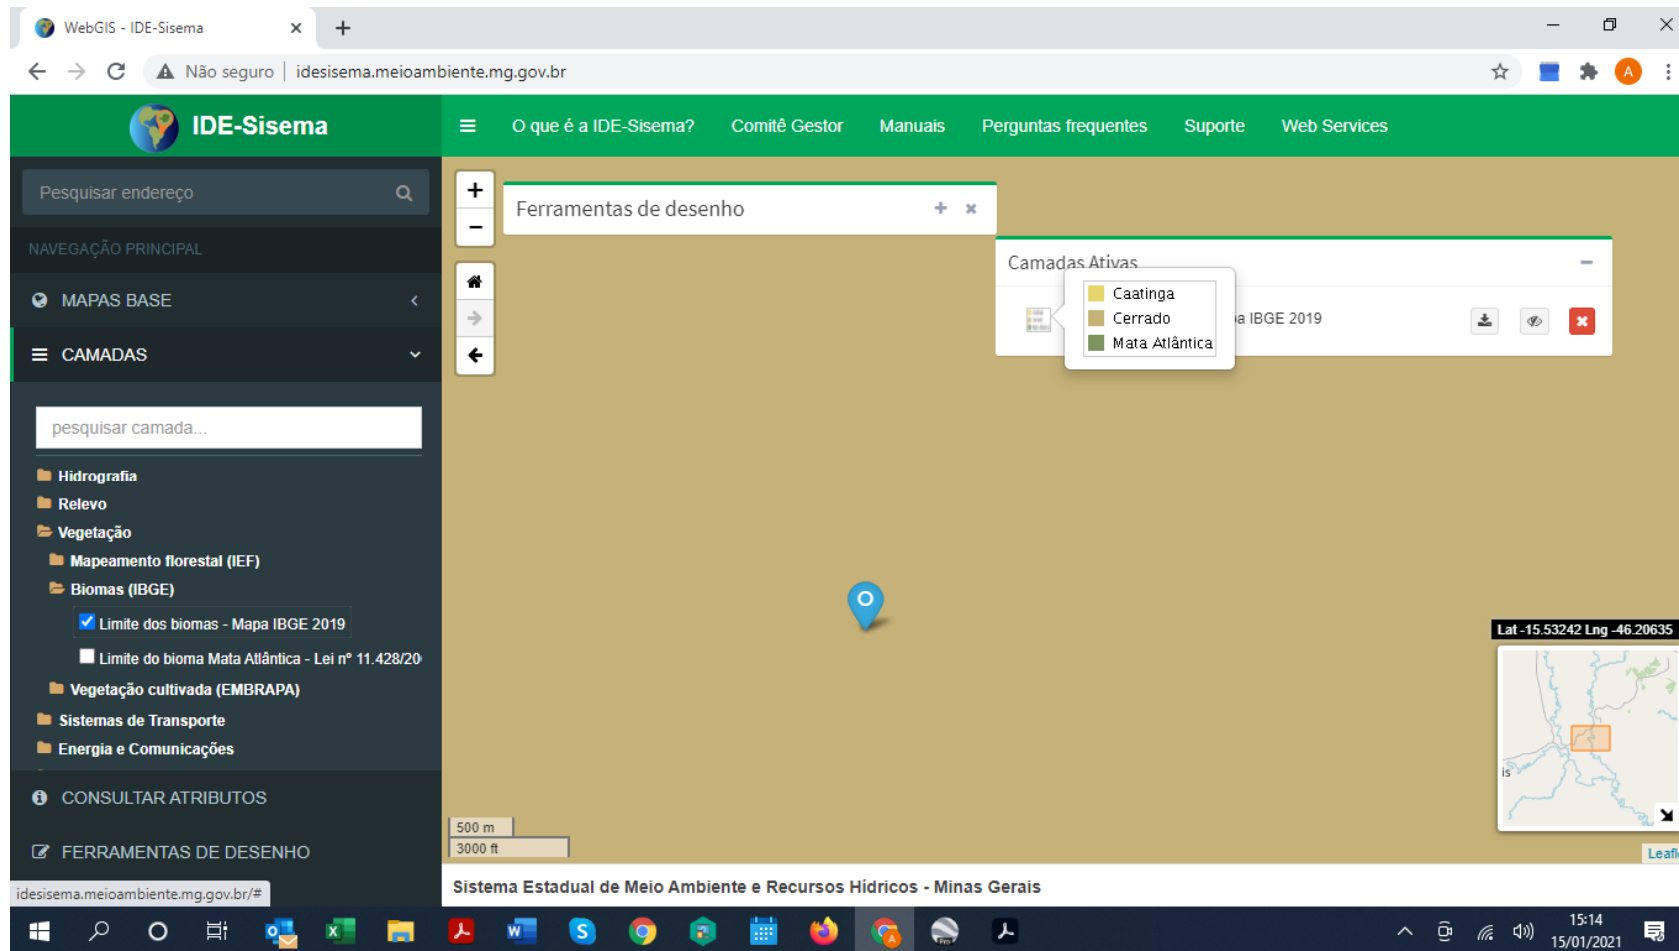 WebGIS - IDE-Sisema
Não seguro | idesisema.meioambiente.mg.gov.br
A
IDE-Sisema
O que é a IDE-Sisema? Comitê Gestor Manuais Perguntas frequentes Suporte Web Services
Pesquisar endereço
NAVEGAÇÃO PRINCIPAL
MAPAS BASE
CAMADAS
pesquisar camada...
Hidrografia
Relevo
Vegetação
Mapeamento florestal (IEF)
Biomas (IBGE)
Limite dos biomas - Mapa IBGE 2019
Limite do bioma Mata Atlântica - Lei nº 11.428/20
Vegetação cultivada (EMBRAPA)
Sistemas de Transporte
Energia e Comunicações
CONSULTAR ATRIBUTOS
FERRAMENTAS DE DESENHO
idesisema.meioambiente.mg.gov.br/#
Ferramentas de desenho
Camadas Ativas
Caatinga
Cerrado
Mata Atlântica
IBGE 2019
Lat -15.53242 Lng -46.20635
is
500 m
3000 ft
Leafl
Sistema Estadual de Meio Ambiente e Recursos Hídricos - Minas Gerais
15:14
15/01/2021